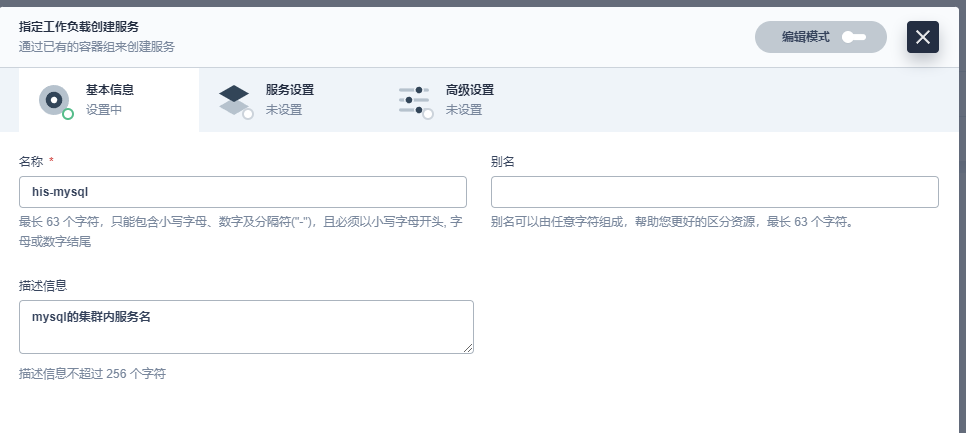 指定工作负载创建服务
通过已有的容器组来创建服务
编辑模式
基本信息
设置中
服务设置
未设置
高级设置
未设置
名称 *
别名
his-mysql
最长 63 个字符，只能包含小写字母、数字及分隔符("-")，且必须以小写字母开头, 字
母或数字结尾
别名可以由任意字符组成，帮助您更好的区分资源，最长 63 个字符。
描述信息
mysql的集群内服务名
描述信息不超过 256 个字符